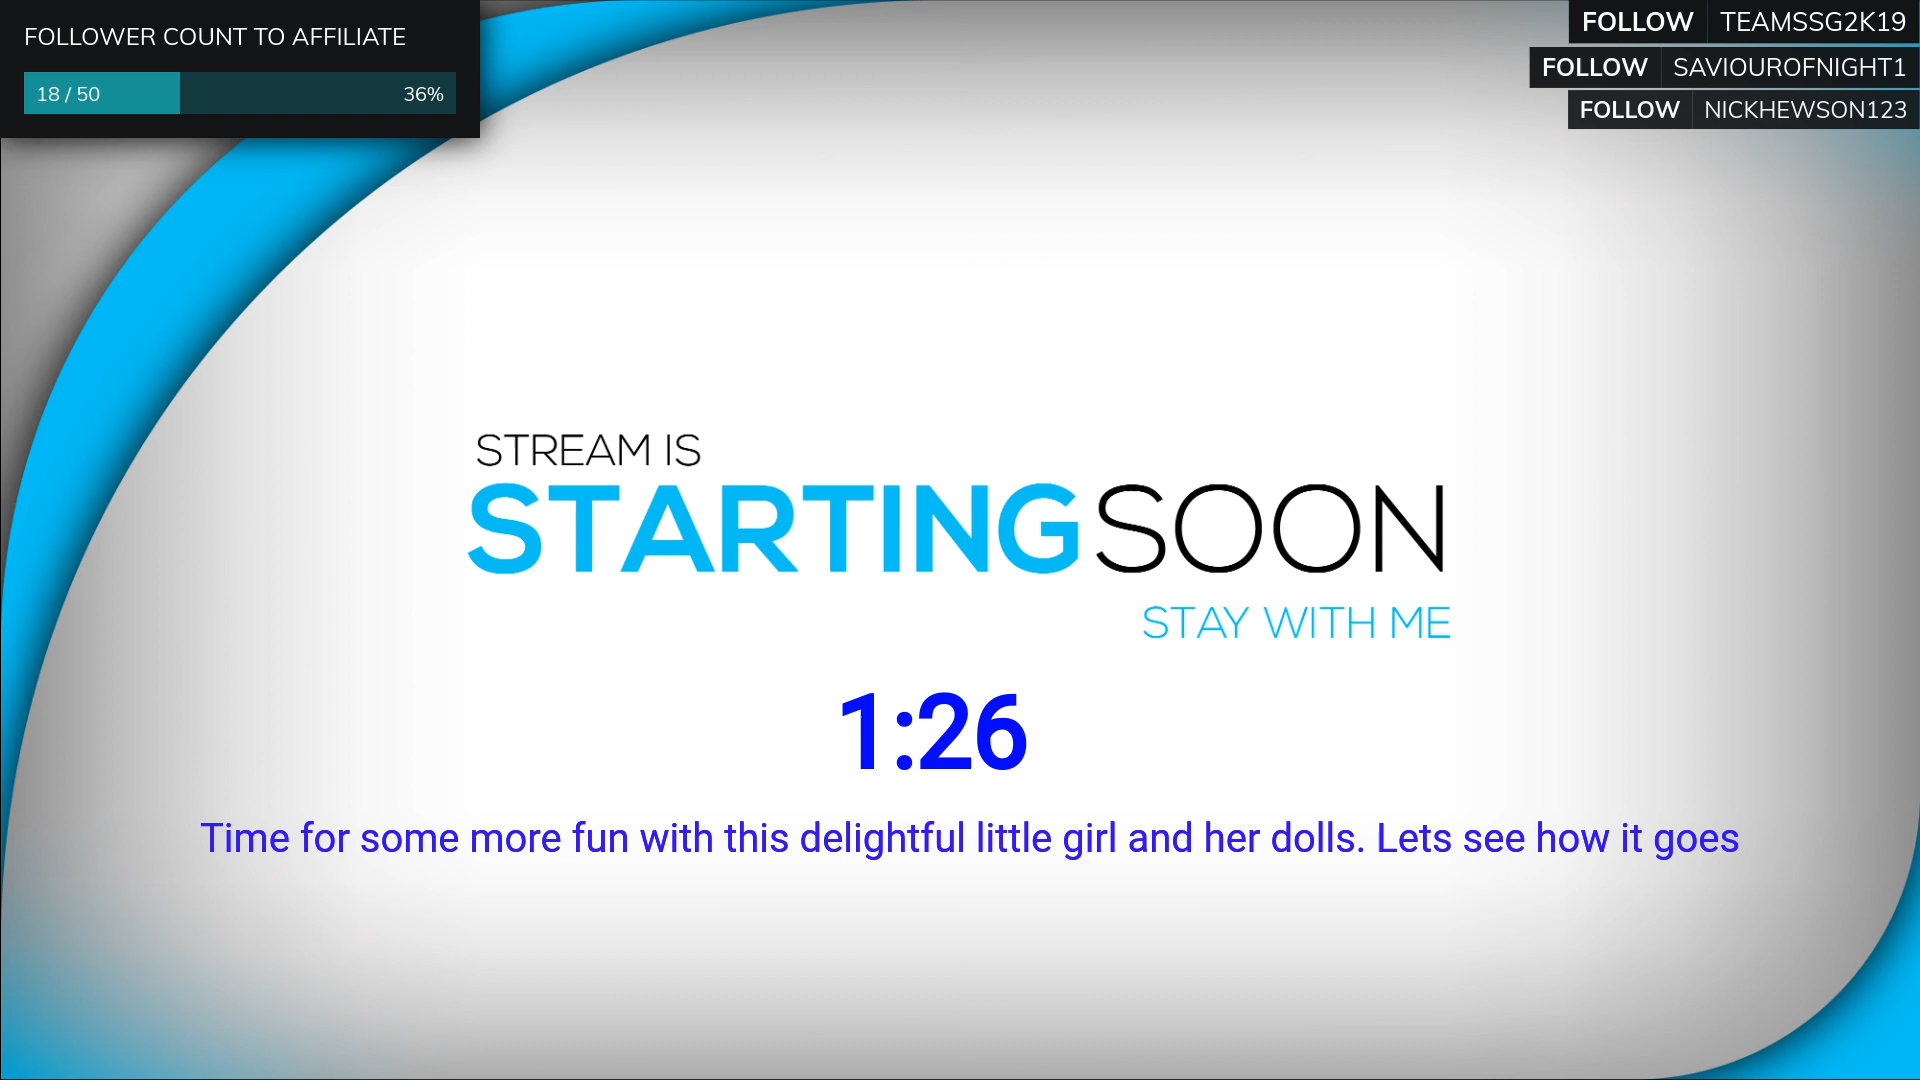 FOLLOWER COUNT TO AFFILIATE
18 / 50 36%
FOLLOW TEAMSSG2K19
FOLLOW SAVIOUROFNIGHT1
FOLLOW NICKHEWSON123
STREAM IS
STARTING SOON
STAY WITH ME
1:26
Time for some more fun with this delightful little girl and her dolls. Lets see how it goes